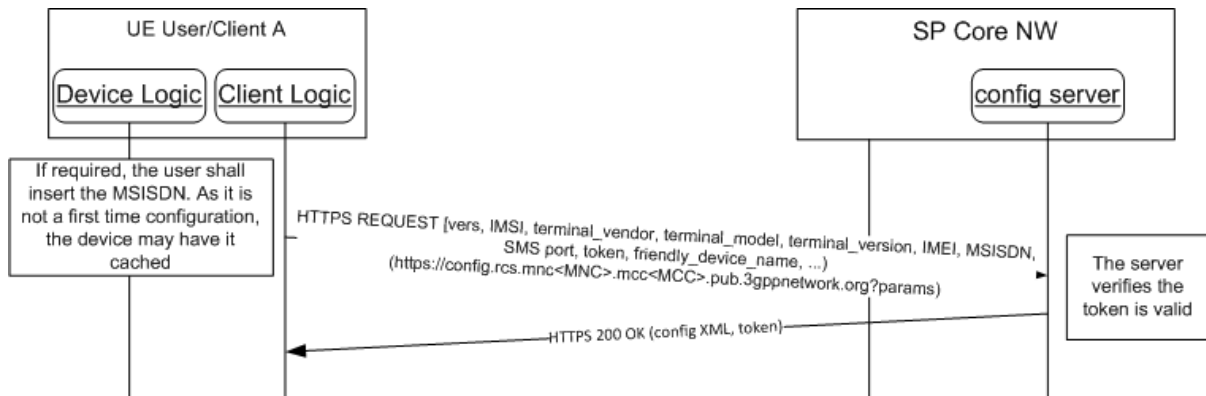 UE User/Client A
SP Core NW
Device Logic
Client Logic
config server
If required, the user shall
insert the MSISDN. As it is
not a first time configuration,
the device may have it
cached
HTTPS REQUEST [vers, IMSI, terminal_vendor, terminal_model, terminal_version, IMEI, MSISDN,
SMS port, token, friendly_device_name, ...)
(https://config.rcs.mnc<MNC>.mcc<MCC>.pub.3gppnetwork.org?params)
The server
verifies the
token is valid
HTTPS 200 OK (config XML, token)